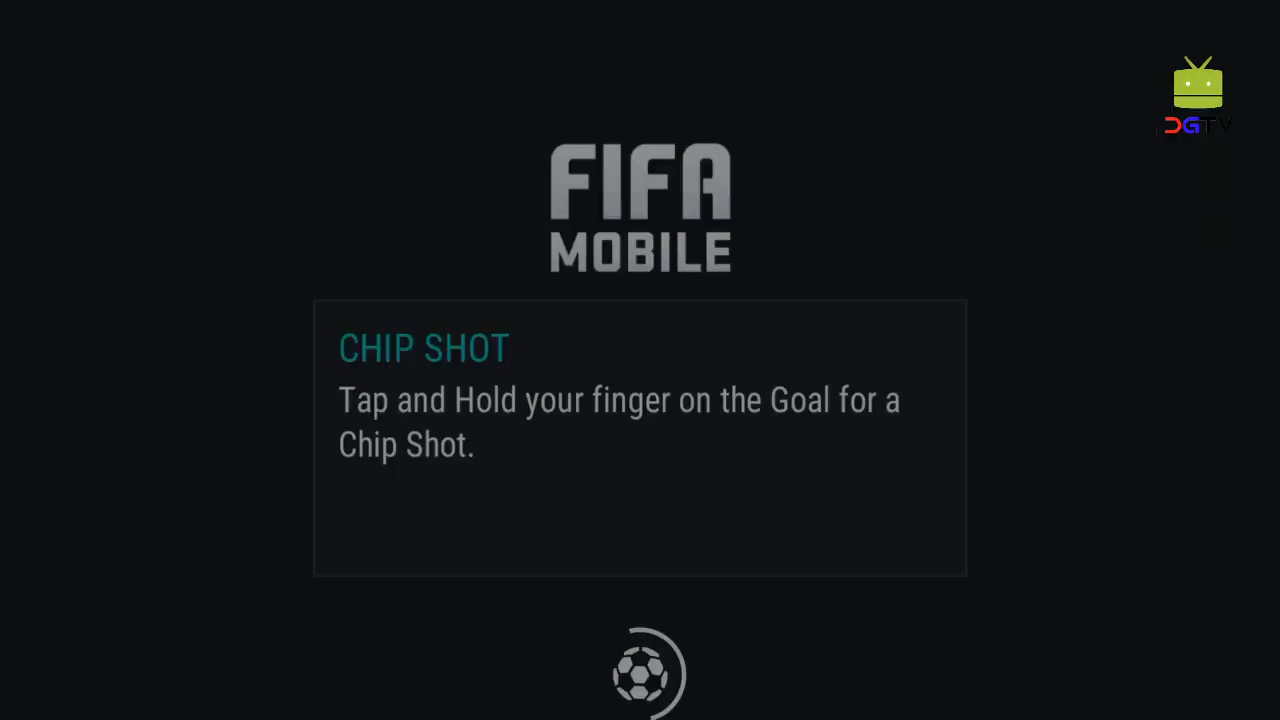 DGTV
FIFA
MOBILE
CHIP SHOT
Tap and Hold your finger on the Goal for a
Chip Shot.